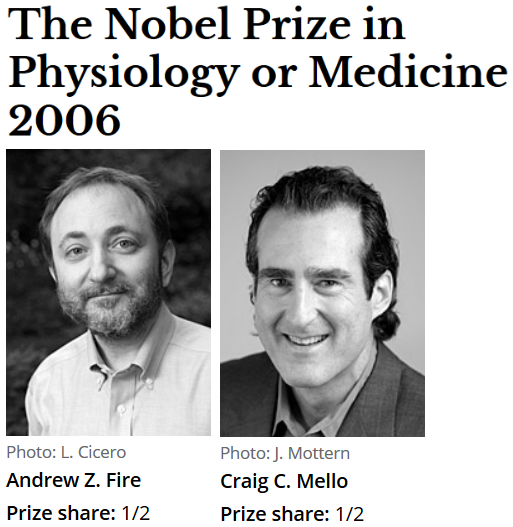 The Nobel Prize in
Physiology or Medicine
2006
Photo: L. Cicero
Andrew Z. Fire
Prize share: 1/2
Photo: J. Mottern
Craig C. Mello
Prize share: 1/2